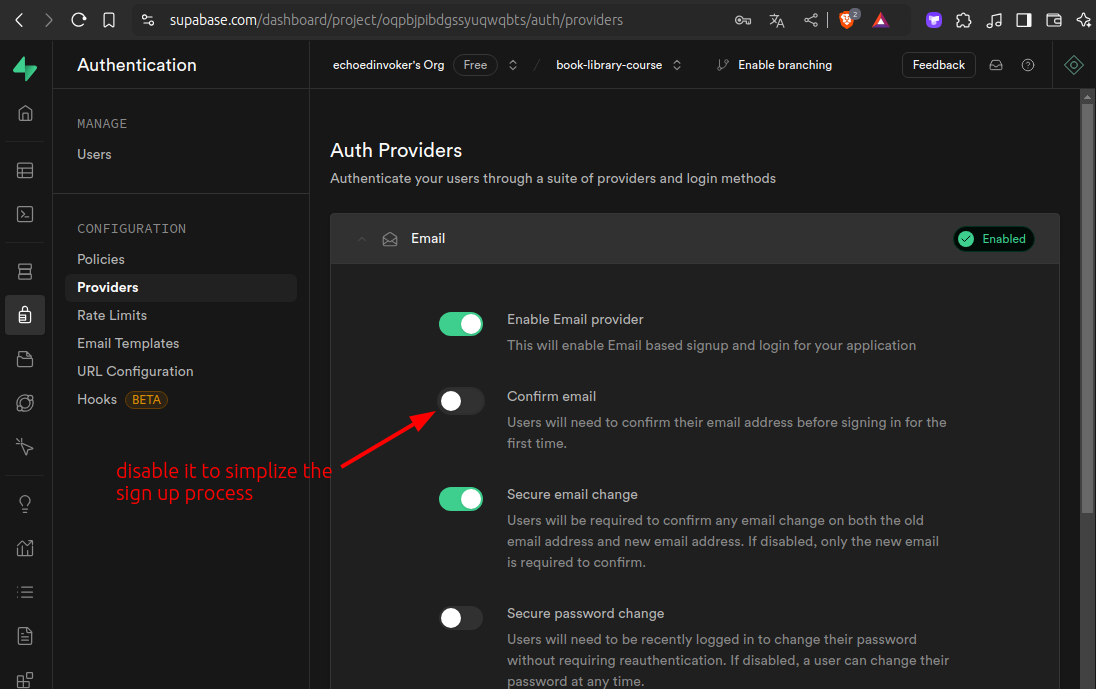 supabase.com/dashboard/project/oqpbjpibdgssyuqwqbts/auth/providers
2
Authentication
echoedinvoker's Org Free / book-library-course Enable branching Feedback
MANAGE
Users
CONFIGURATION
Policies
Providers
Rate Limits
Email Templates
URL Configuration
Hooks BETA
Auth Providers
Authenticate your users through a suite of providers and login methods
Email Enabled
Enable Email provider
This will enable Email based signup and login for your application
Confirm email
Users will need to confirm their email address before signing in for the
first time.
disable it to simplize the
sign up process
Secure email change
Users will be required to confirm any email change on both the old
email address and new email address. If disabled, only the new email
is required to confirm.
Secure password change
Users will need to be recently logged in to change their password
without requiring reauthentication. If disabled, a user can change their
password at any time.